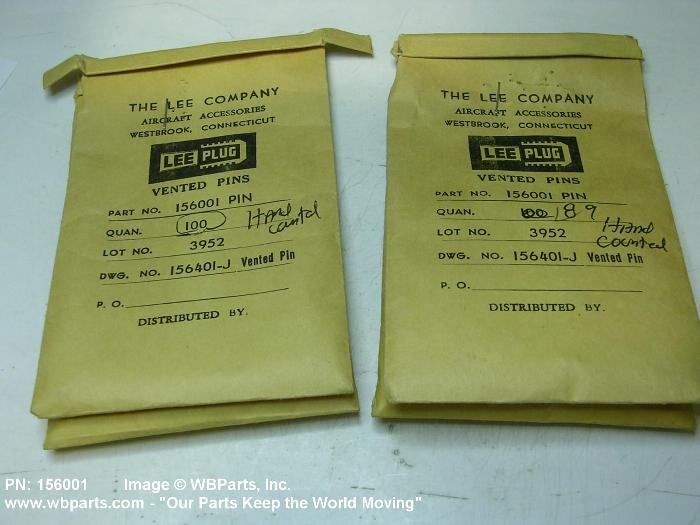 THE LEE COMPANY
AIRCRAFT ACCESSORIES
WESTBROOK, CONNECTICUT
LEE PLUG
VENTED PINS
PART NO. 156001 PIN
QUAN. 100 Hand
counted
LOT NO. 3952
DWG. NO. 156401-J Vented Pin
P. O.
DISTRIBUTED BY.
THE LEE COMPANY
AIRCRAFT ACCESSORIES
WESTBROOK, CONNECTICUT
LEE PLUG
VENTED PINS
PART NO. 156001 PIN
QUAN. 100 189
LOT NO. 3952 Hand
Counted
DWG. NO. 156401-J Vented Pin
P. O.
DISTRIBUTED BY.
PN: 156001 Image © WBParts, Inc.
www.wbparts.com - "Our Parts Keep the World Moving"